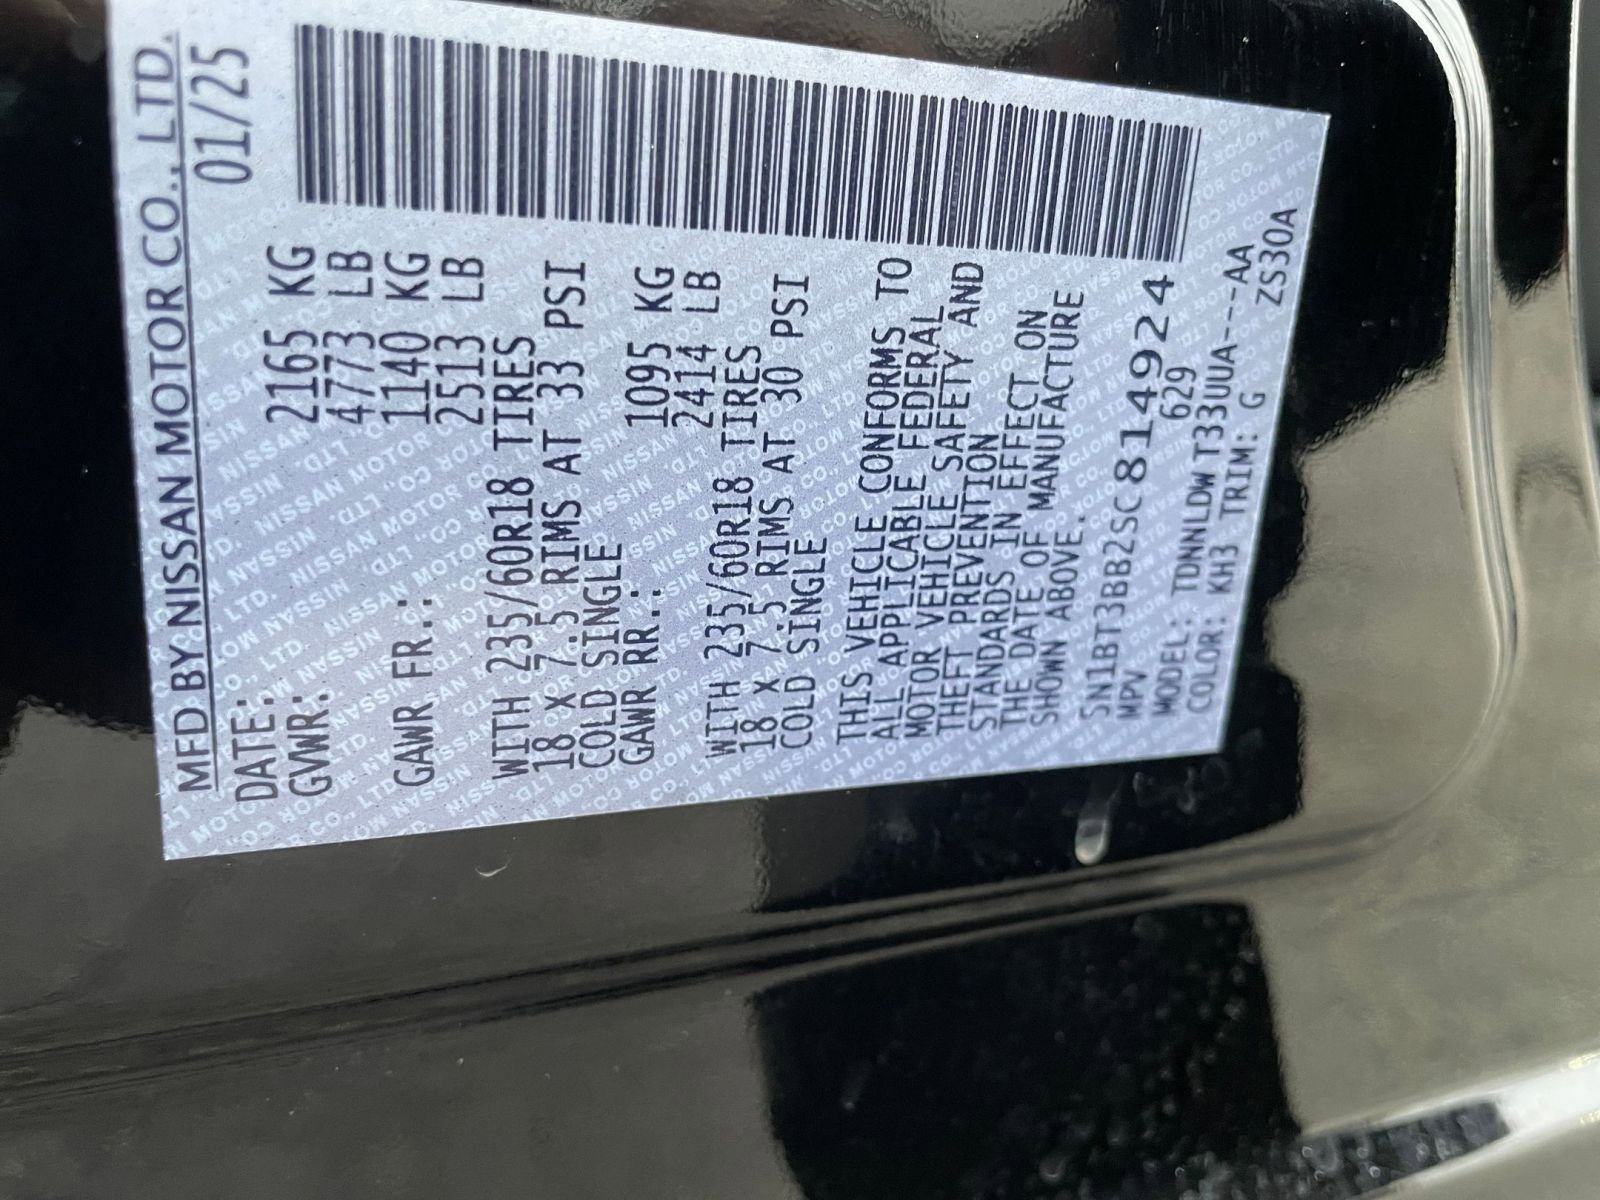 MFD BY NISSAN MOTOR CO., LTD.
DATE: 01/25
GVWR: 2165 KG
4773 LB
GAWR FR.: 1140 KG
2513 LB
WITH 235/60R18 TIRES
18 X 7.5 RIMS AT 33 PSI
COLD SINGLE
GAWR RR.: 1095 KG
2414 LB
WITH 235/60R18 TIRES
18 X 7.5 RIMS AT 30 PSI
COLD SINGLE
THIS VEHICLE CONFORMS TO
ALL APPLICABLE FEDERAL
MOTOR VEHICLE SAFETY AND
THEFT PREVENTION
STANDARDS IN EFFECT ON
THE DATE OF MANUFACTURE
SHOWN ABOVE.
5N1BT3BB2SC814924
MPV 629
MODEL: TDNNLDW T33UUA---AA
COLOR: KH3 TRIM: G ZS30A